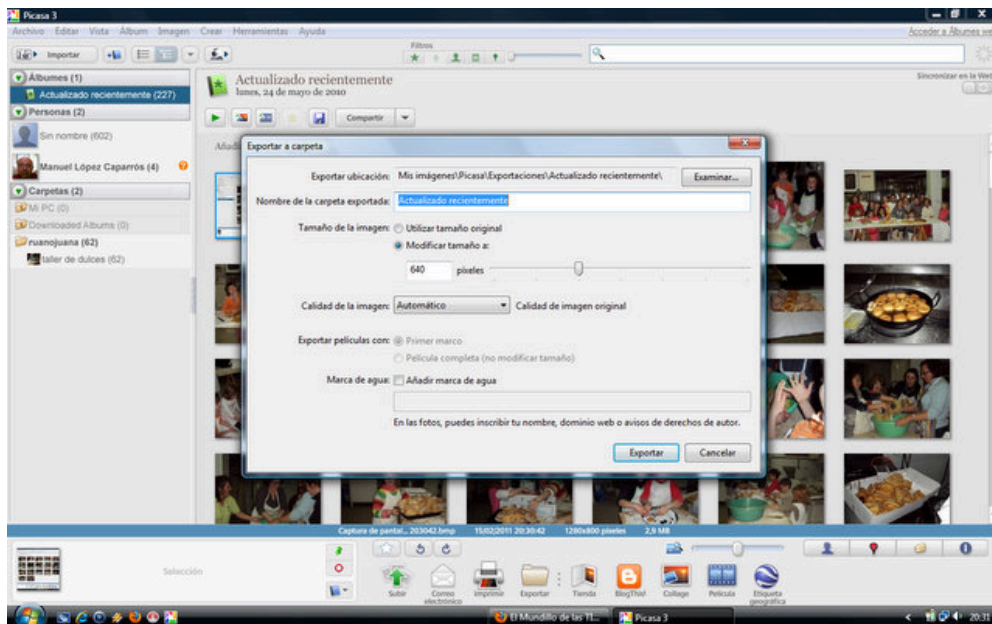 Picasa 3
Archivo Editar Vista Álbum Imagen Crear Herramientas Ayuda
Acceder a Álbumes we
Importar
Filtros
Álbumes (1)
Actualizado recientemente (227)
Personas (2)
Sin nombre (602)
Manuel López Caparrós (4)
Carpetas (2)
Mi PC (0)
Downloaded Albums (0)
ruanojuana (62)
taller de dulces (62)
Actualizado recientemente
lunes, 24 de mayo de 2010
Sincronizar en la Web
Compartir
Exportar a carpeta
Exportar ubicación: Mis imágenes\Picasa\Exportaciones\Actualizado recientemente\ Examinar...
Nombre de la carpeta exportada: Actualizado recientemente
Tamaño de la imagen: Utilizar tamaño original
Modificar tamaño a:
640 píxeles
Calidad de la imagen: Automático Calidad de imagen original
Exportar películas con: Primer marco
Película completa (no modificar tamaño)
Marca de agua: Añadir marca de agua
En las fotos, puedes inscribir tu nombre, dominio web o avisos de derechos de autor.
Exportar Cancelar
Captura de pantal... 203042.bmp 15/02/2011 20:30:42 1280x800 píxeles 2,9 MB
Selección
Subir Correo electrónico Imprimir Exportar Tienda BlogThis! Collage Película Etiqueta geográfica
El Mundillo de las TI... Picasa 3 20:31